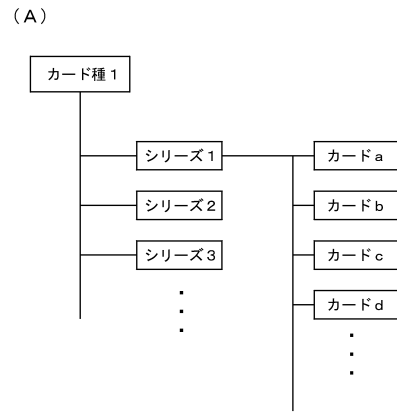 （A）
カード種１
シリーズ１
カードａ
シリーズ２
カードｂ
シリーズ３
カードｃ
カードｄ